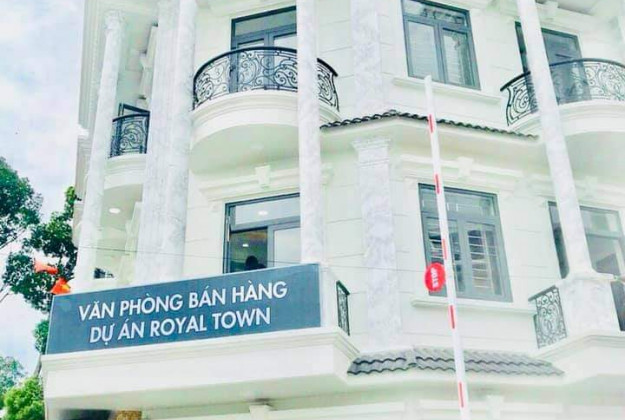 VĂN PHÒNG BÁN HÀNG
DỰ ÁN ROYAL TOWN